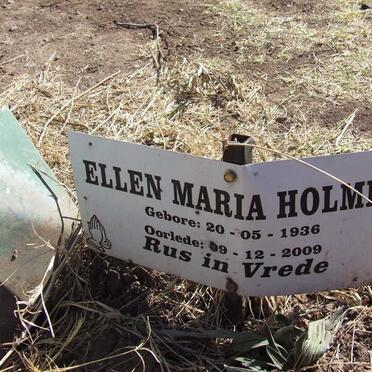 ELLEN MARIA HOLM
Gebore: 20 - 05 - 1936
Oorlede: 09 - 12 - 2009
Rus in Vrede